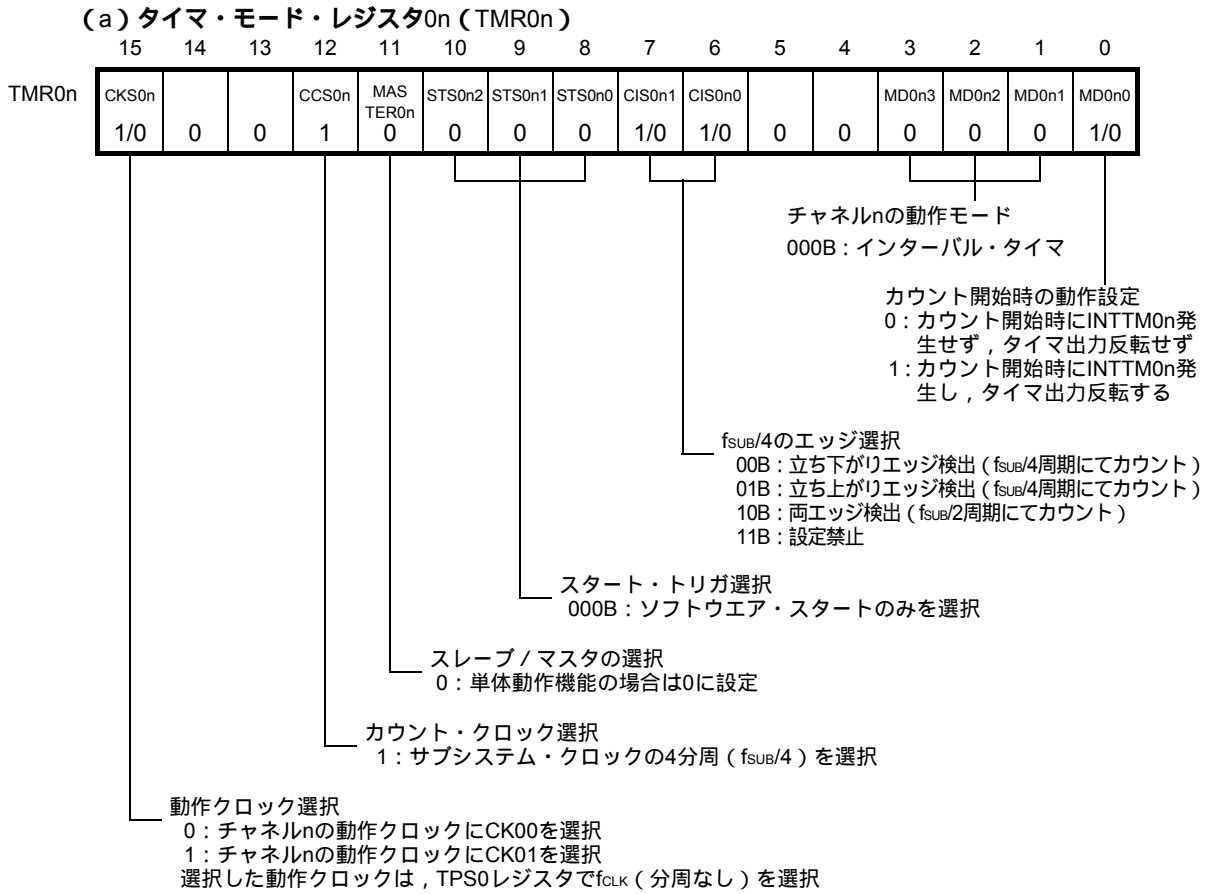 （a）タイマ・モード・レジスタ0n（TMR0n）
15 14 13 12 11 10 9 8 7 6 5 4 3 2 1 0
TMR0n CKS0n CCS0n MAS TER0n STS0n2 STS0n1 STS0n0 CIS0n1 CIS0n0 MD0n3 MD0n2 MD0n1 MD0n0
1/0 0 0 1 0 0 0 0 1/0 1/0 0 0 0 0 0 1/0
チャネルnの動作モード
000B：インターバル・タイマ
カウント開始時の動作設定
0：カウント開始時にINTTM0n発
生せず，タイマ出力反転せず
1：カウント開始時にINTTM0n発
生し，タイマ出力反転する
fSUB/4のエッジ選択
00B：立ち下がりエッジ検出（fSUB/4周期にてカウント）
01B：立ち上がりエッジ検出（fSUB/4周期にてカウント）
10B：両エッジ検出（fSUB/2周期にてカウント）
11B：設定禁止
スタート・トリガ選択
000B：ソフトウエア・スタートのみを選択
スレーブ／マスタの選択
0：単体動作機能の場合は0に設定
カウント・クロック選択
1：サブシステム・クロックの4分周（fSUB/4）を選択
動作クロック選択
0：チャネルnの動作クロックにCK00を選択
1：チャネルnの動作クロックにCK01を選択
選択した動作クロックは，TPS0レジスタでfCLK（分周なし）を選択